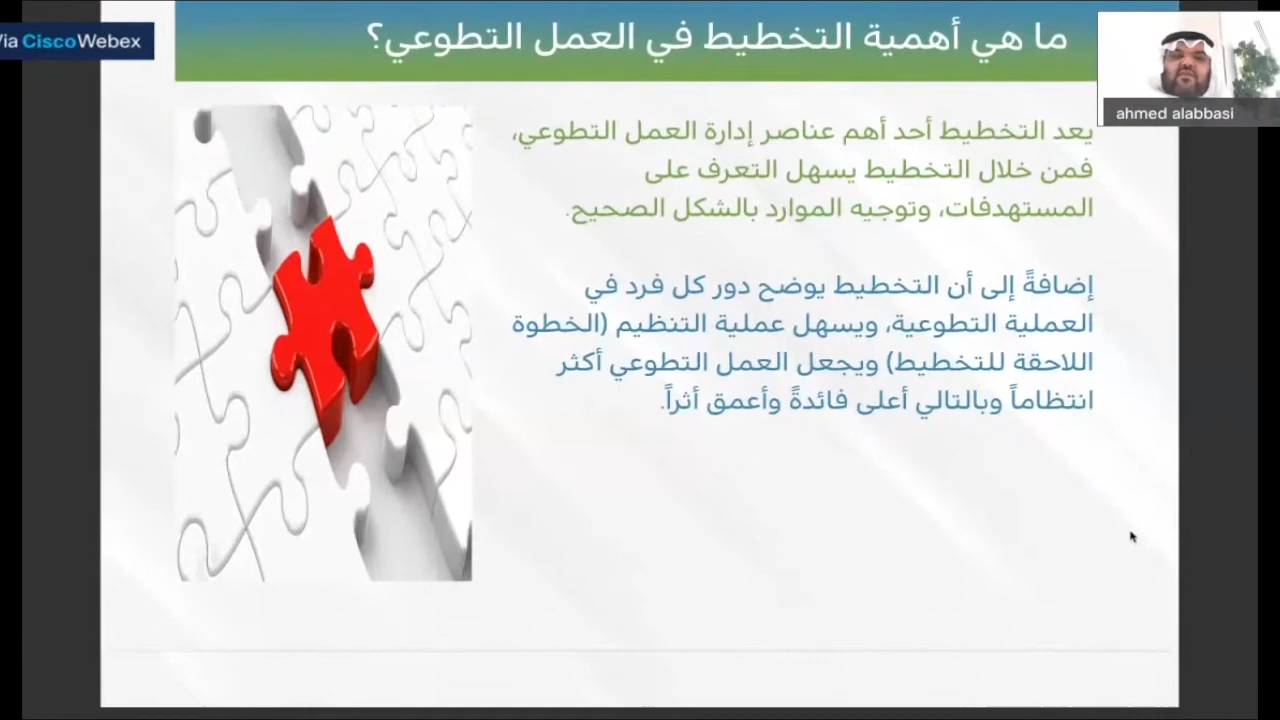 Via Cisco Webex
ما هي أهمية التخطيط في العمل التطوعي؟
ahmed alabbasi
يعد التخطيط أحد أهم عناصر إدارة العمل التطوعي،
فمن خلال التخطيط يسهل التعرف على
المستهدفات، وتوجيه الموارد بالشكل الصحيح.
إضافةً إلى أن التخطيط يوضح دور كل فرد في
العملية التطوعية، ويسهل عملية التنظيم (الخطوة
اللاحقة للتخطيط) ويجعل العمل التطوعي أكثر
انتظاماً وبالتالي أعلى فائدةً وأعمق أثراً.